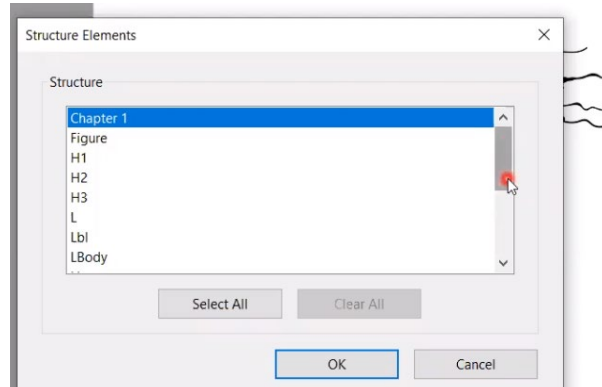 Structure Elements
Structure
Chapter 1
Figure
H1
H2
H3
L
Lbl
LBody
Select All
Clear All
OK
Cancel